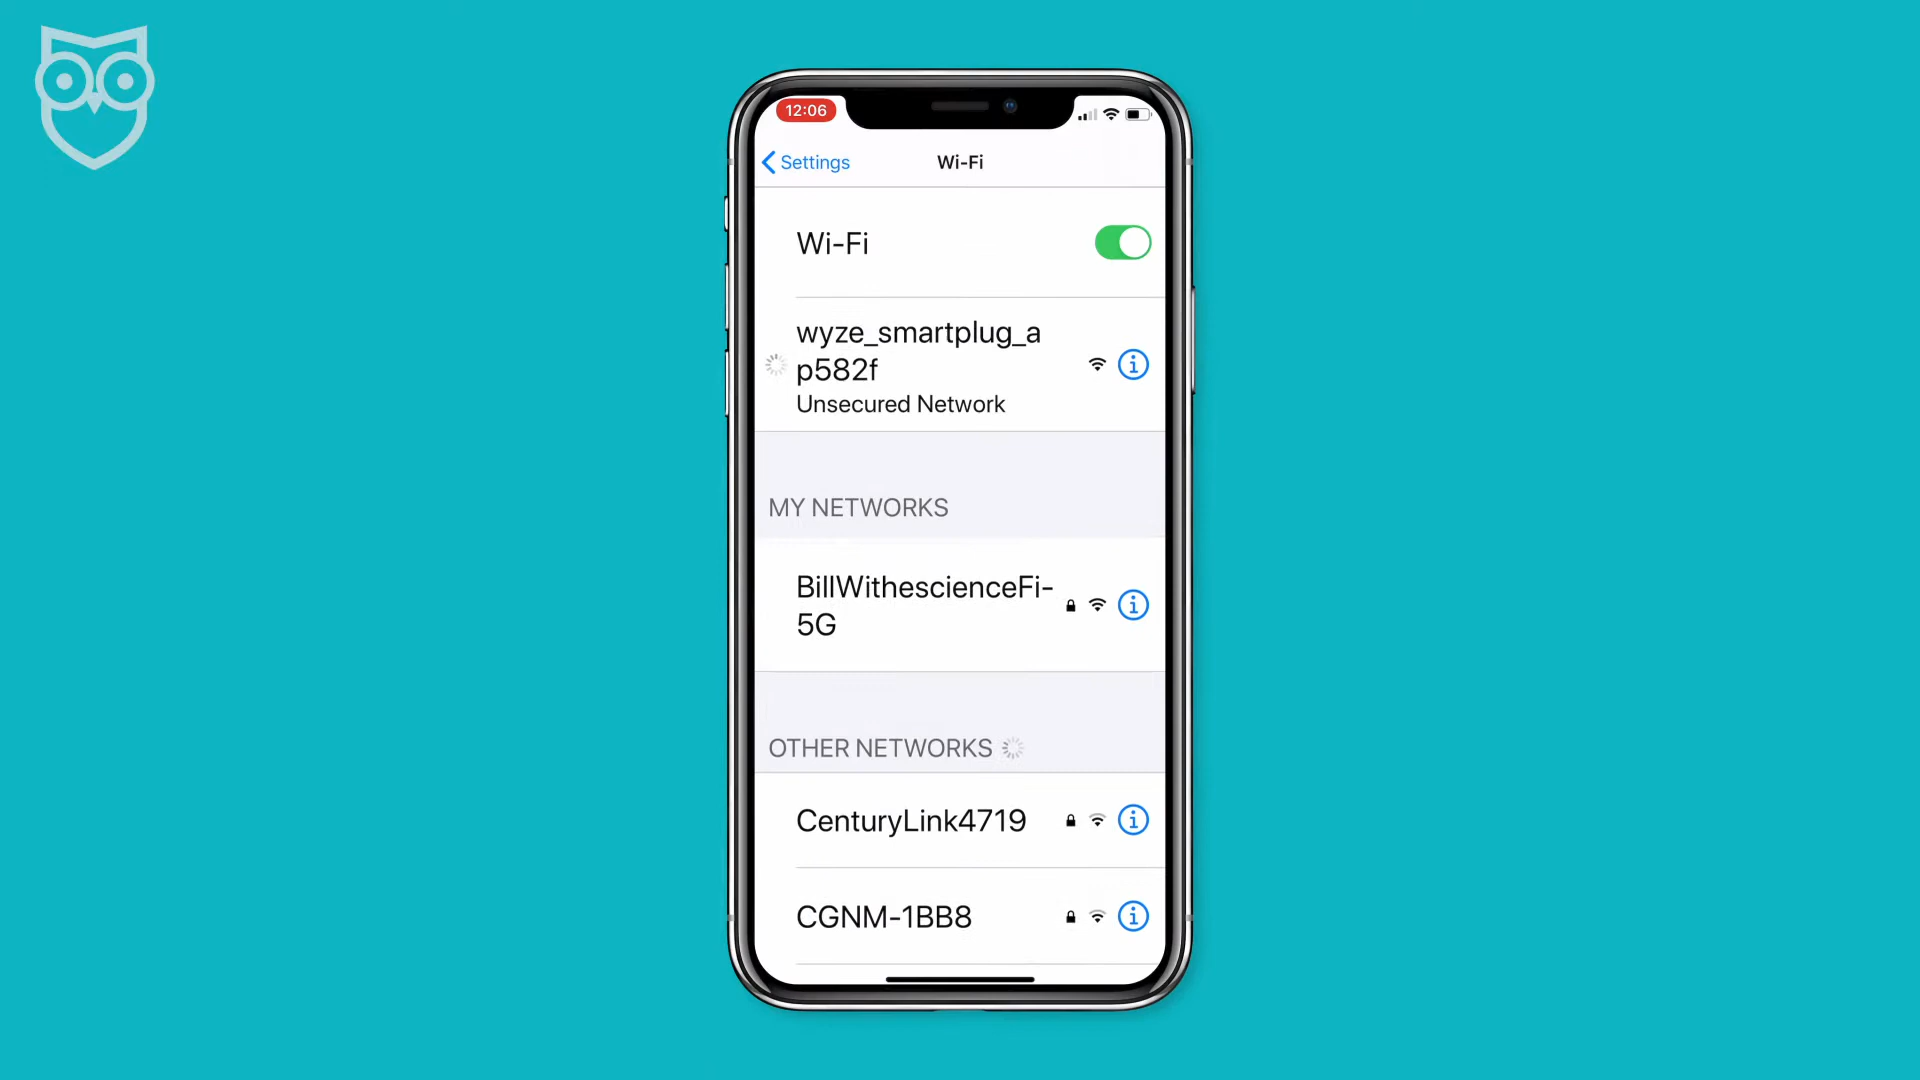 12:06
Settings
Wi-Fi
Wi-Fi
wyze_smartplug_a
p582f
Unsecured Network
MY NETWORKS
BillWithescienceFi-
5G
OTHER NETWORKS
CenturyLink4719
CGNM-1BB8